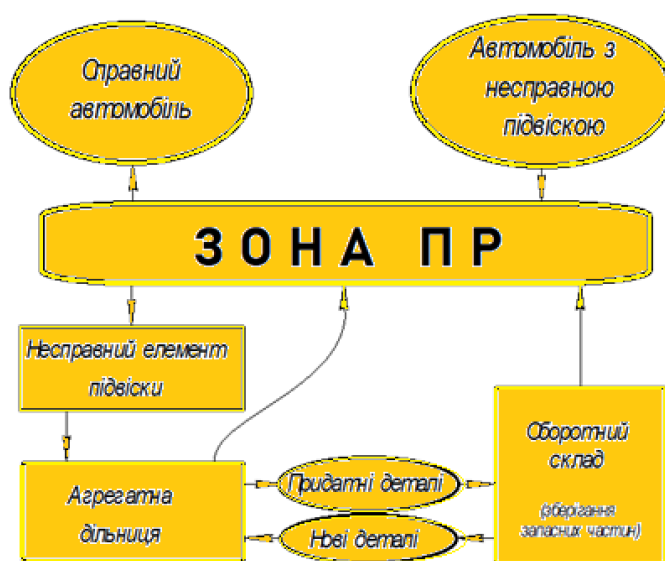 Справний
автомобіль
Автомобіль з
несправною
підвіскою
ЗОНА ПР
Несправний елемент
підвіски
Агрегатна
дільниця
Придатні деталі
Нові деталі
Оборотний
склад
(зберігання
запасних частин)